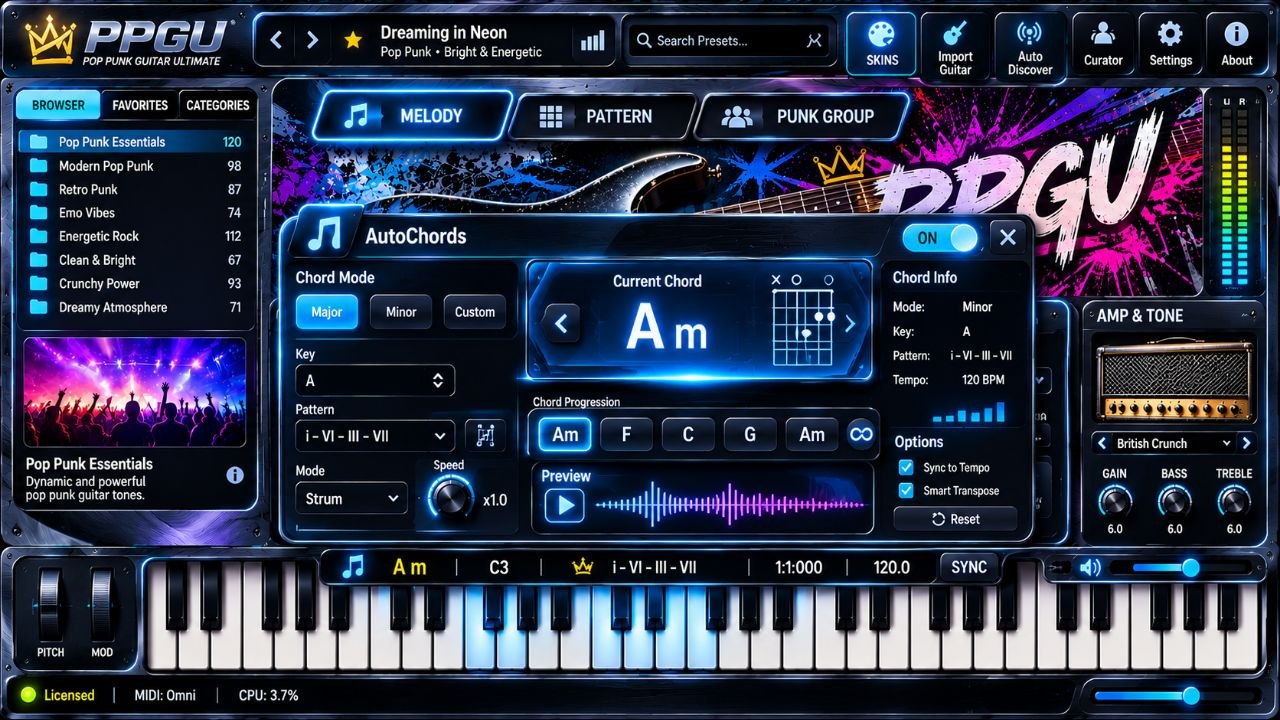 PPGU
POP PUNK GUITAR ULTIMATE
Dreaming in Neon
Pop Punk • Bright & Energetic
Search Presets...
SKINS
Import
Guitar
Auto
Discover
Curator
Settings
About
BROWSER
FAVORITES
CATEGORIES
Pop Punk Essentials 120
Modern Pop Punk 98
Retro Punk 87
Emo Vibes 74
Energetic Rock 112
Clean & Bright 67
Crunchy Power 93
Dreamy Atmosphere 71
Pop Punk Essentials
Dynamic and powerful
pop punk guitar tones.
MELODY
PATTERN
PUNK GROUP
PPGU
AutoChords
ON
Chord Mode
Major
Minor
Custom
Key
A
Pattern
i - VI - III - VII
Mode
Strum
Speed
x1.0
Current Chord
Am
X O O
Chord Progression
Am
F
C
G
Am
Preview
Chord Info
Mode: Minor
Key: A
Pattern: i - VI - III - VII
Tempo: 120 BPM
Options
Sync to Tempo
Smart Transpose
Reset
AMP & TONE
British Crunch
GAIN
BASS
TREBLE
6.0
6.0
6.0
A m
C3
i - VI - III - VII
1:1:000
120.0
SYNC
PITCH
MOD
Licensed
MIDI: Omni
CPU: 3.7%